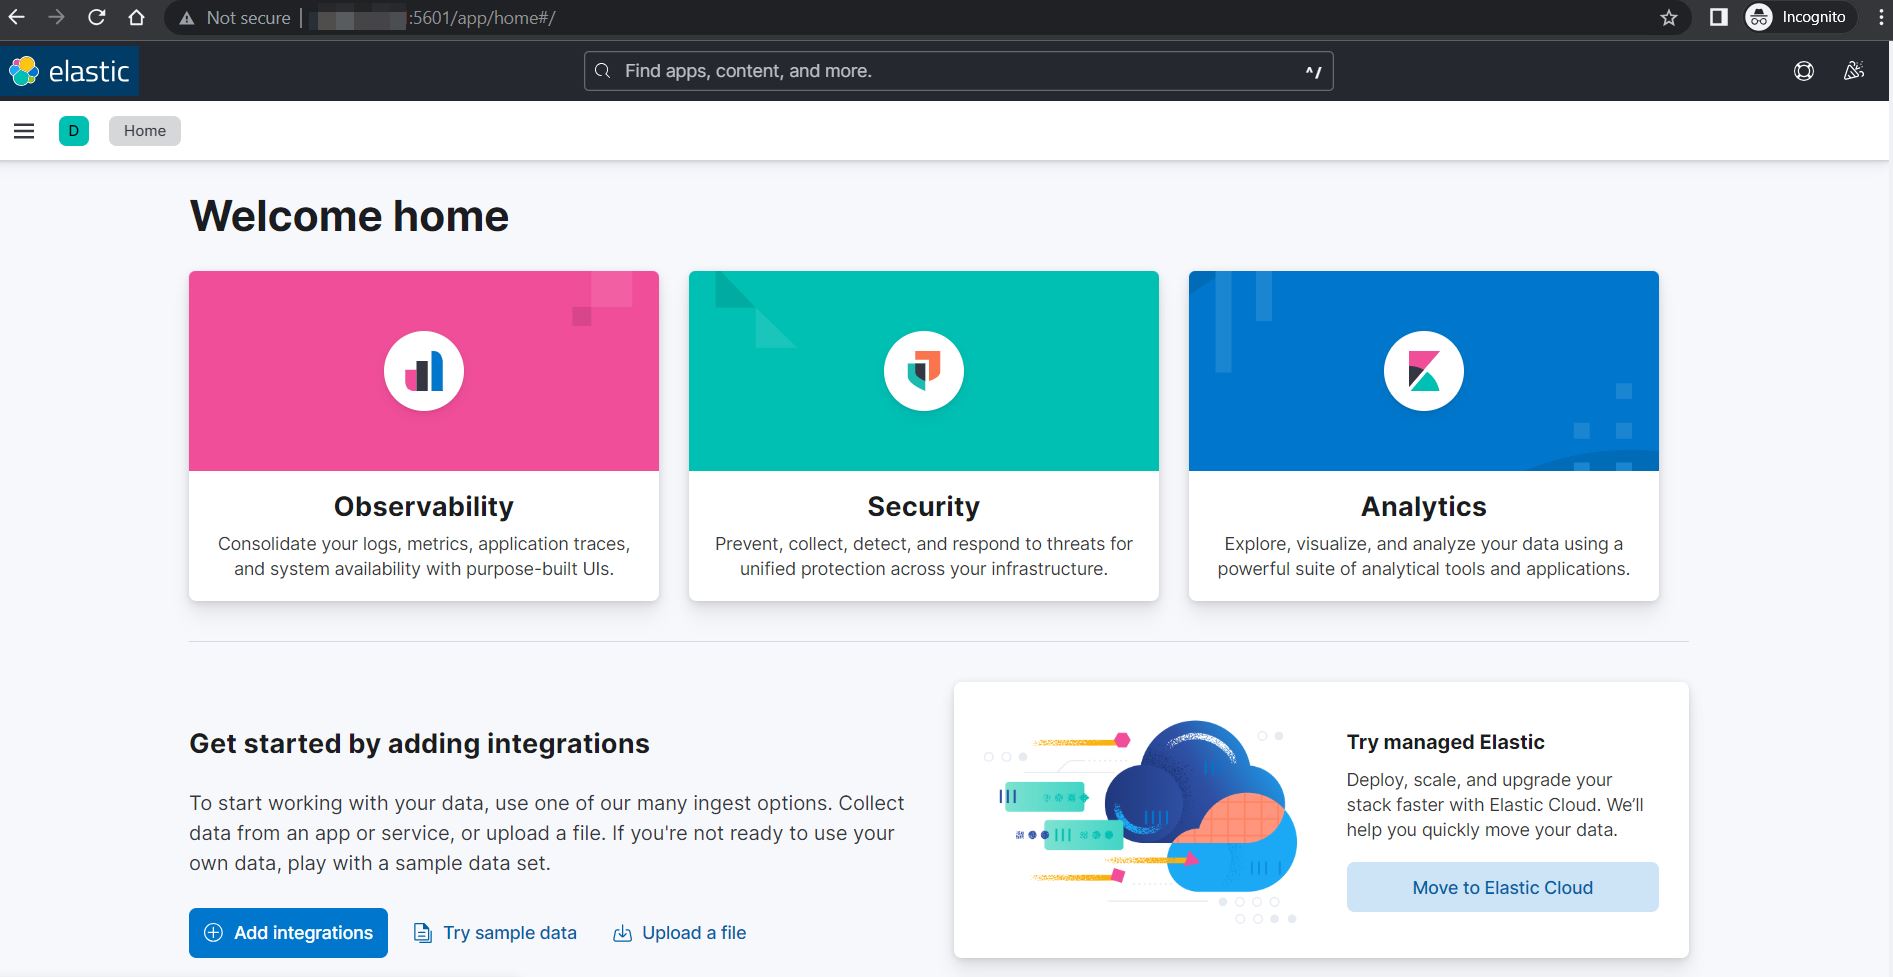 Not secure
:5601/app/home#/
Incognito
elastic
Find apps, content, and more.
^/
D
Home
Welcome home
Observability
Consolidate your logs, metrics, application traces,
and system availability with purpose-built UIs.
Security
Prevent, collect, detect, and respond to threats for
unified protection across your infrastructure.
Analytics
Explore, visualize, and analyze your data using a
powerful suite of analytical tools and applications.
Get started by adding integrations
To start working with your data, use one of our many ingest options. Collect
data from an app or service, or upload a file. If you're not ready to use your
own data, play with a sample data set.
Add integrations
Try sample data
Upload a file
Try managed Elastic
Deploy, scale, and upgrade your
stack faster with Elastic Cloud. We’ll
help you quickly move your data.
Move to Elastic Cloud